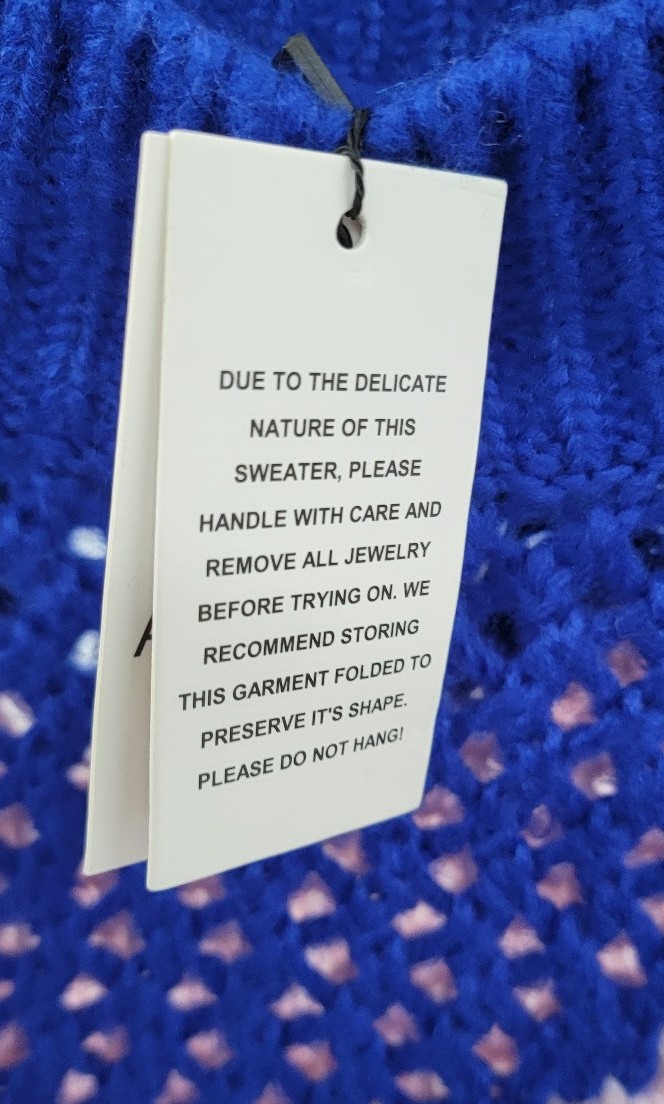 DUE TO THE DELICATE
NATURE OF THIS
SWEATER, PLEASE
HANDLE WITH CARE AND
REMOVE ALL JEWELRY
BEFORE TRYING ON. WE
RECOMMEND STORING
THIS GARMENT FOLDED TO
PRESERVE IT'S SHAPE.
PLEASE DO NOT HANG!